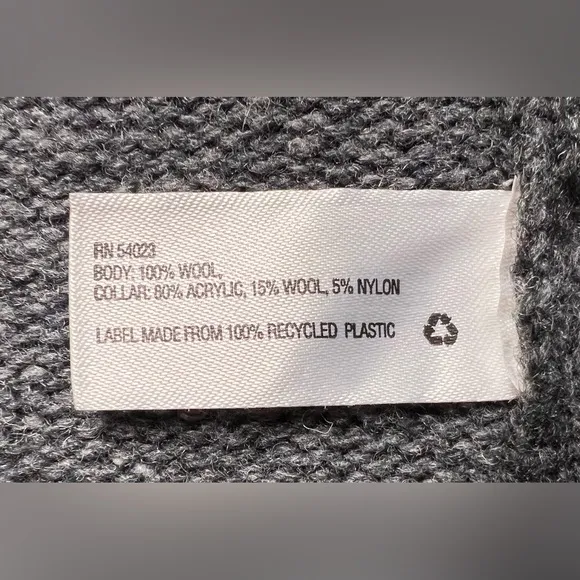 RN 54023
BODY: 100% WOOL,
COLLAR: 80% ACRYLIC, 15% WOOL, 5% NYLON
LABEL MADE FROM 100% RECYCLED PLASTIC